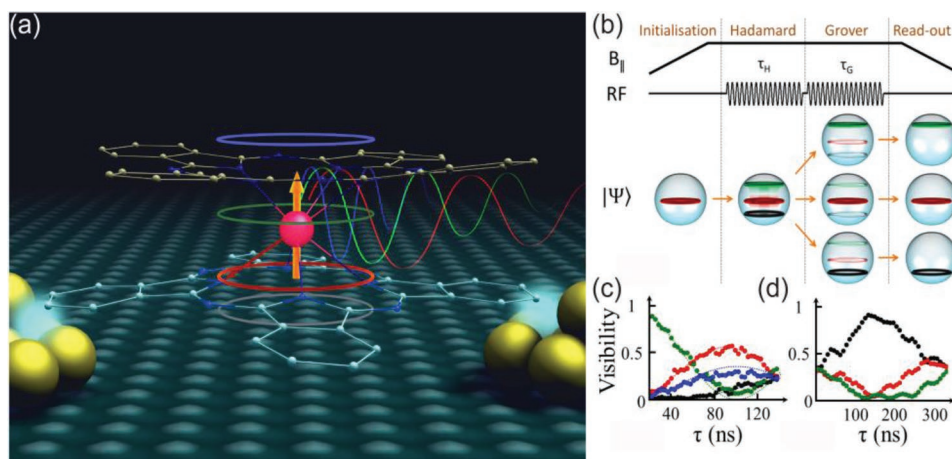 (a)
(b)
Initialisation Hadamard Grover Read-out
B∥
τH τG
RF
|Ψ⟩
(c) (d)
Visibility
1
0.5
0
40 80 120
τ (ns)
1
0.5
0
100 200 300
τ (ns)